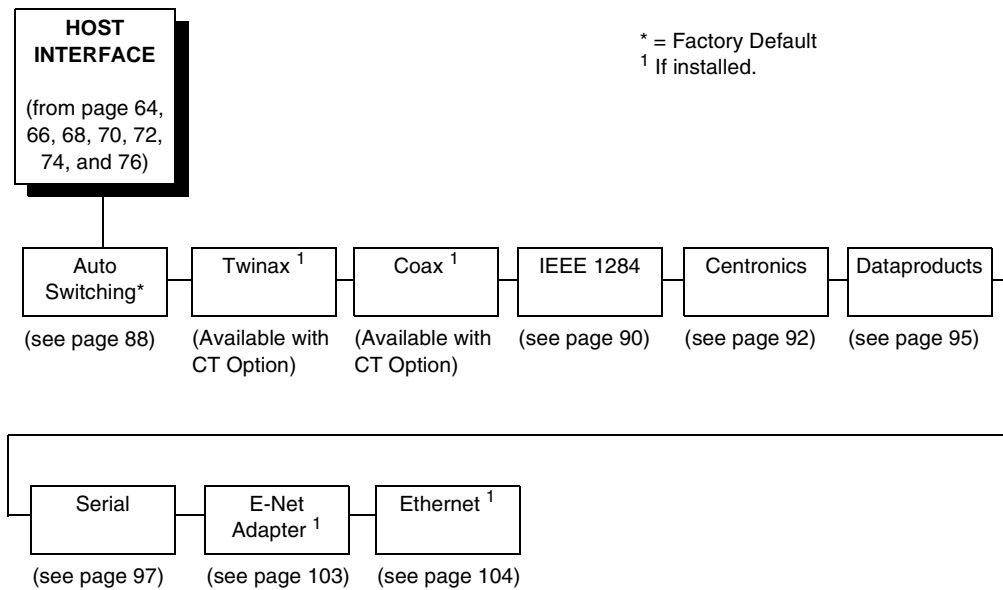 HOST
INTERFACE
(from page 64,
66, 68, 70, 72,
74, and 76)
* = Factory Default
1 If installed.
Auto
Switching*
(see page 88)
Twinax 1
(Available with
CT Option)
Coax 1
(Available with
CT Option)
IEEE 1284
(see page 90)
Centronics
(see page 92)
Dataproducts
(see page 95)
Serial
(see page 97)
E-Net
Adapter 1
(see page 103)
Ethernet 1
(see page 104)